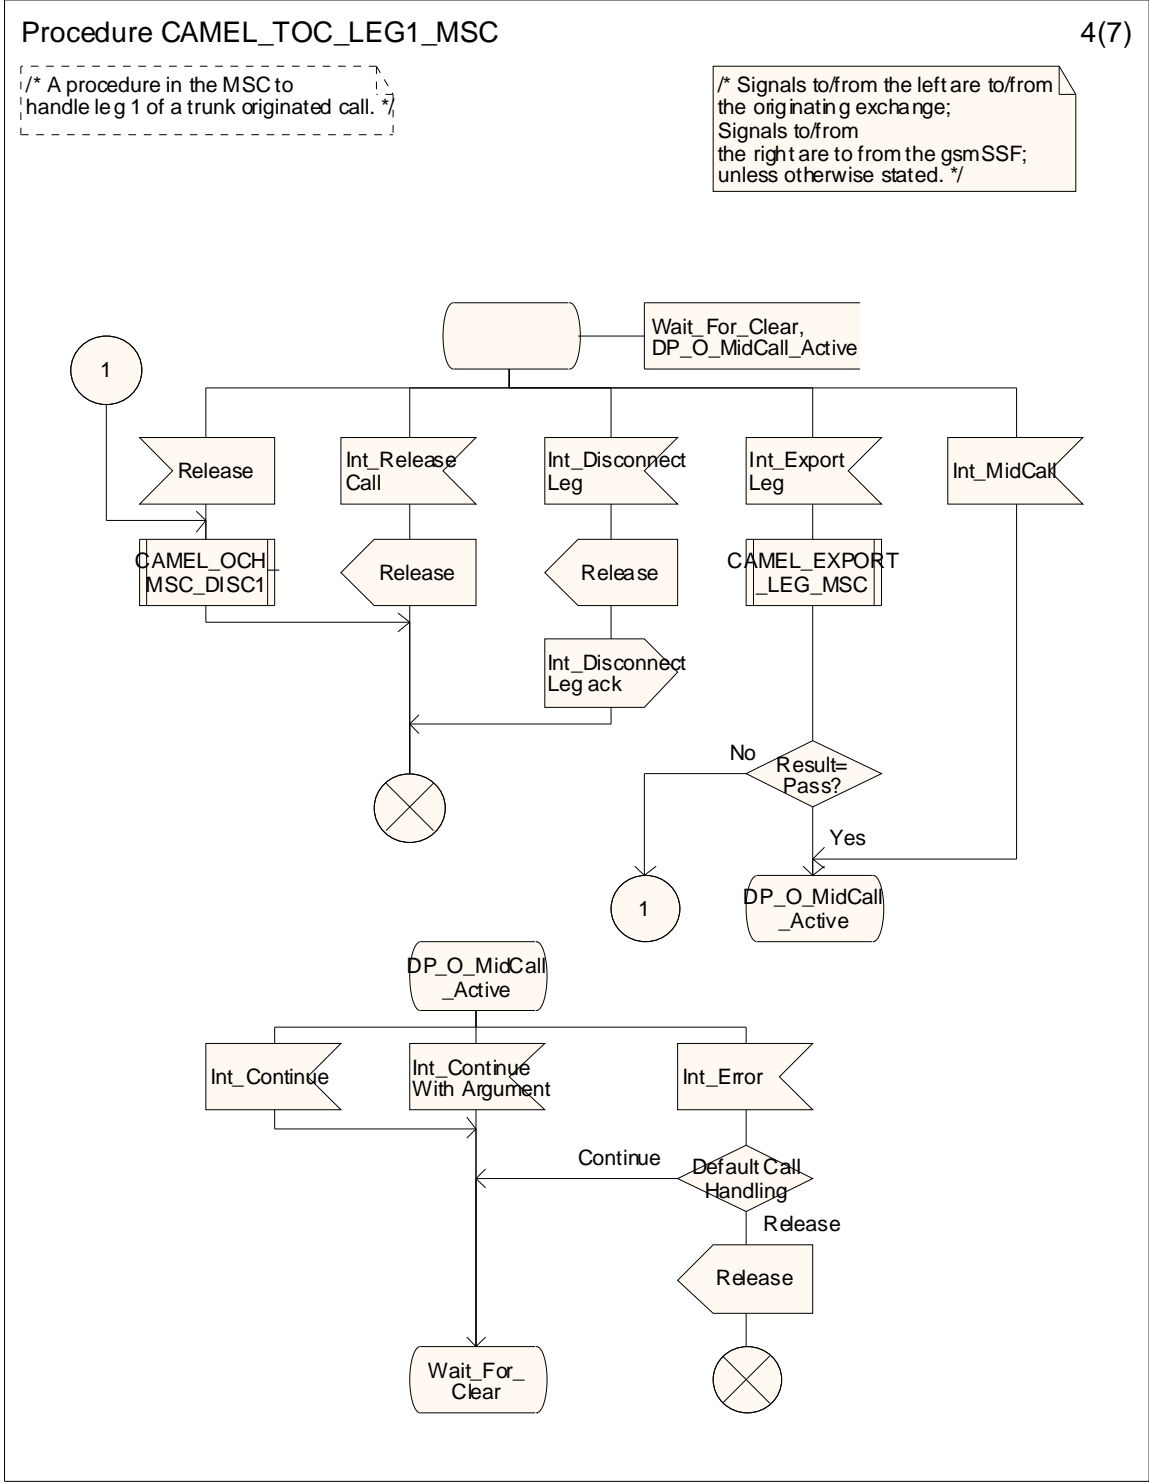 Procedure CAMEL_TOC_LEG1_MSC
4(7)
/* A procedure in the MSC to
handle leg 1 of a trunk originated call. */
/* Signals to/from the left are to/from
the originating exchange;
Signals to/from
the right are to from the gsmSSF;
unless otherwise stated. */
Wait_For_Clear,
DP_O_MidCall_Active
1
Release
Int_Release
Call
Int_Disconnect
Leg
Int_Export
Leg
Int_MidCall
CAMEL_OCH_
MSC_DISC1
Release
Release
CAMEL_EXPORT
_LEG_MSC
Int_Disconnect
Leg ack
No
Result=
Pass?
Yes
1
DP_O_MidCall
_Active
DP_O_MidCall
_Active
Int_Continue
Int_Continue
With Argument
Int_Error
Continue
Default Call
Handling
Release
Release
Wait_For_
Clear